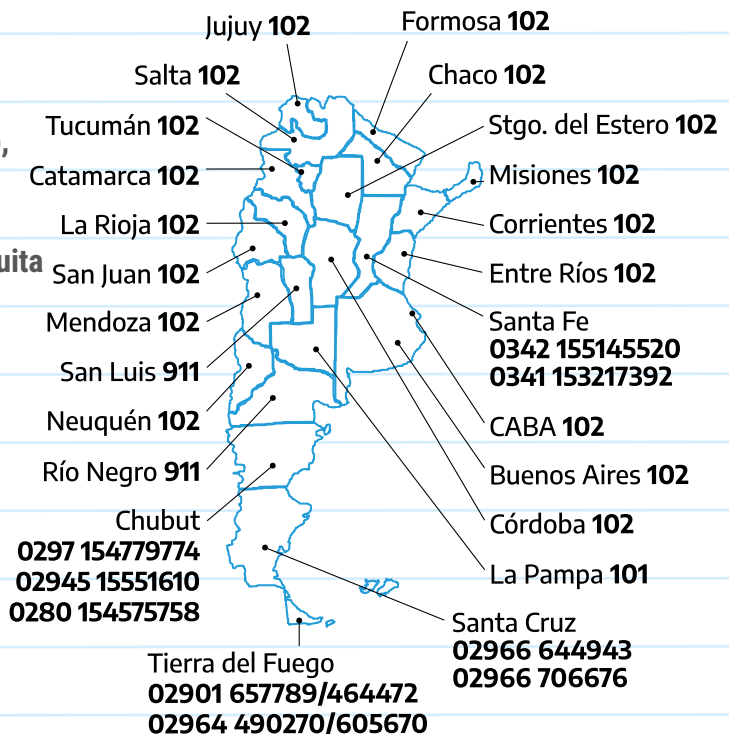 Jujuy 102
Salta 102
Tucumán 102
Catamarca 102
La Rioja 102
uita
San Juan 102
Mendoza 102
San Luis 911
Neuquén 102
Río Negro 911
Chubut
0297 154779774
02945 15551610
0280 154575758
Tierra del Fuego
02901 657789/464472
02964 490270/605670
Formosa 102
Chaco 102
Stgo. del Estero 102
Misiones 102
Corrientes 102
Entre Ríos 102
Santa Fe
0342 155145520
0341 153217392
CABA 102
Buenos Aires 102
Córdoba 102
La Pampa 101
Santa Cruz
02966 644943
02966 706676